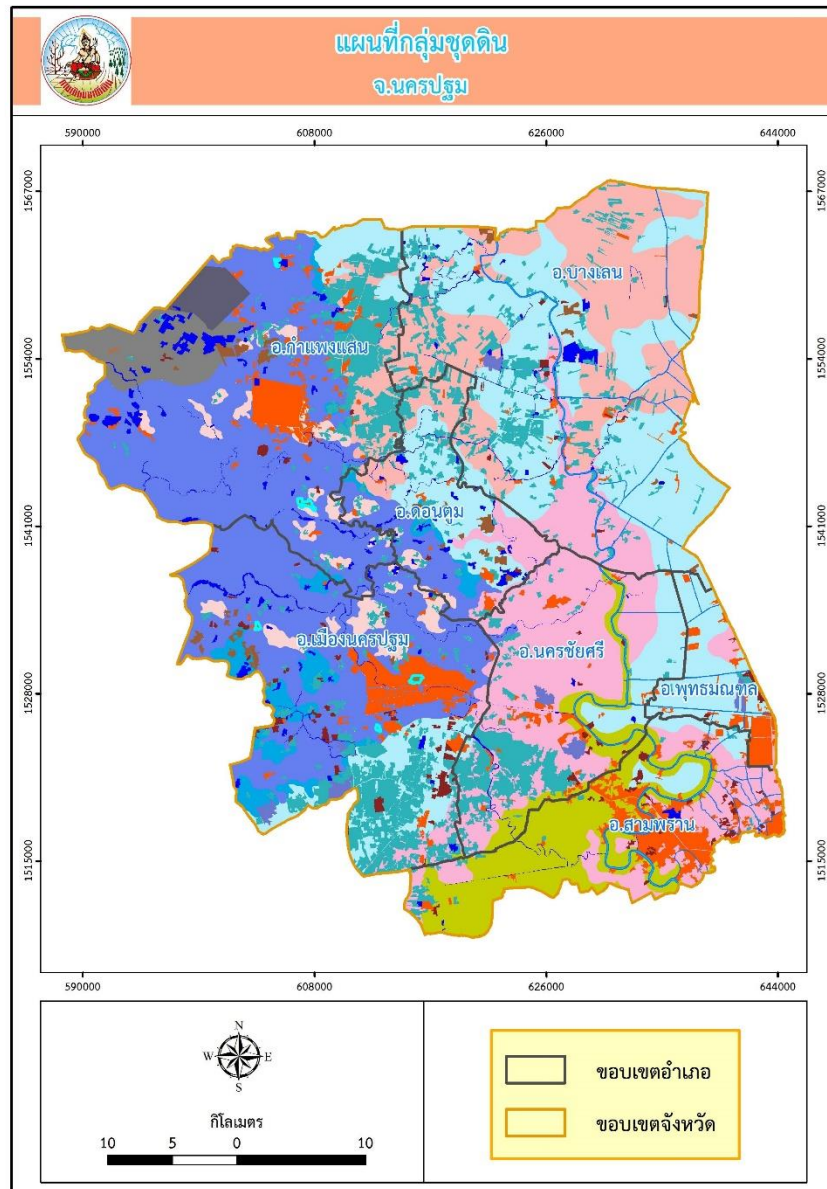 แผนที่กลุ่มชุดดิน
จ.นครปฐม
590000 608000 626000 644000
1567000 1567000
อ.บางเลน
อ.กำแพงแสน
1554000 1554000
อ.ดอนตูม
1541000 1541000
อ.เมืองนครปฐม
อ.นครชัยศรี
1528000 1528000
อ.พุทธมณฑล
อ.สามพราน
1515000 1515000
590000 608000 626000 644000
N
W E
S
กิโลเมตร
10 5 0 10
ขอบเขตอำเภอ
ขอบเขตจังหวัด